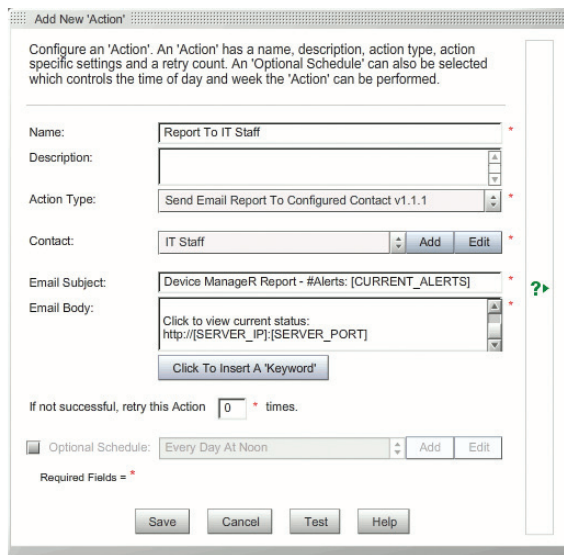 Add New 'Action'
Configure an 'Action'. An 'Action' has a name, description, action type, action
specific settings and a retry count. An 'Optional Schedule' can also be selected
which controls the time of day and week the 'Action' can be performed.
Name: Report To IT Staff *
Description:
Action Type: Send Email Report To Configured Contact v1.1.1 *
Contact: IT Staff Add Edit *
Email Subject: Device ManageR Report - #Alerts: [CURRENT_ALERTS] *
?
Email Body: *
Click to view current status:
http://[SERVER_IP]:[SERVER_PORT]
Click To Insert A 'Keyword'
If not successful, retry this Action 0 * times.
Optional Schedule: Every Day At Noon Add Edit
Required Fields = *
Save Cancel Test Help